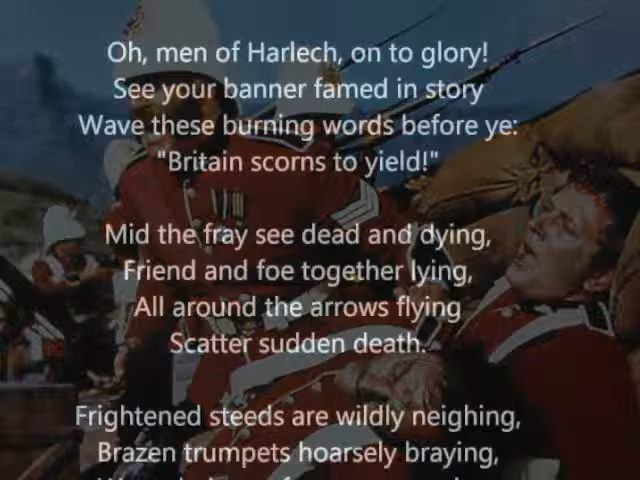 Oh, men of Harlech, on to glory!
See your banner famed in story
Wave these burning words before ye:
"Britain scorns to yield!"
Mid the fray see dead and dying,
Friend and foe together lying,
All around the arrows flying
Scatter sudden death.
Frightened steeds are wildly neighing,
Brazen trumpets hoarsely braying,